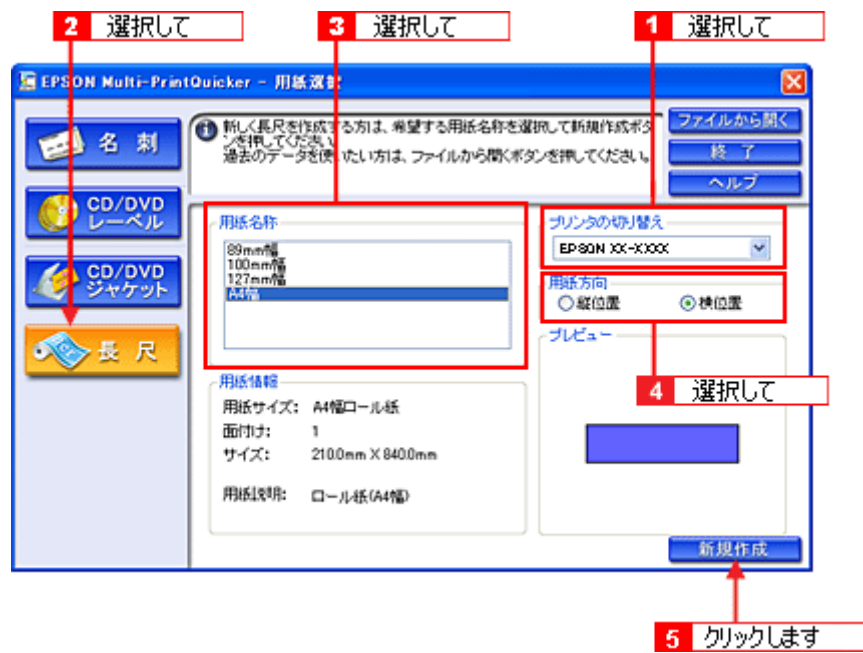 2 選択して
3 選択して
1 選択して
EPSON Multi-PrintQuicker - 用紙選択
名 刺
CD/DVD
レーベル
CD/DVD
ジャケット
長 尺
新しく長尺を作成する方は、希望する用紙名称を選択して新規作成ボタ
ンを押してください。
過去のデータを使いたい方は、ファイルから開くボタンを押してください。
ファイルから開く
終 了
ヘルプ
用紙名称
89mm幅
100mm幅
127mm幅
A4幅
プリンタの切り替え
EPSON XX-XXXX
用紙方向
縦位置
横位置
プレビュー
4 選択して
用紙情報
用紙サイズ: A4幅ロール紙
面付け: 1
サイズ: 210.0mm X 840.0mm
用紙説明: ロール紙(A4幅)
新規作成
5 クリックします